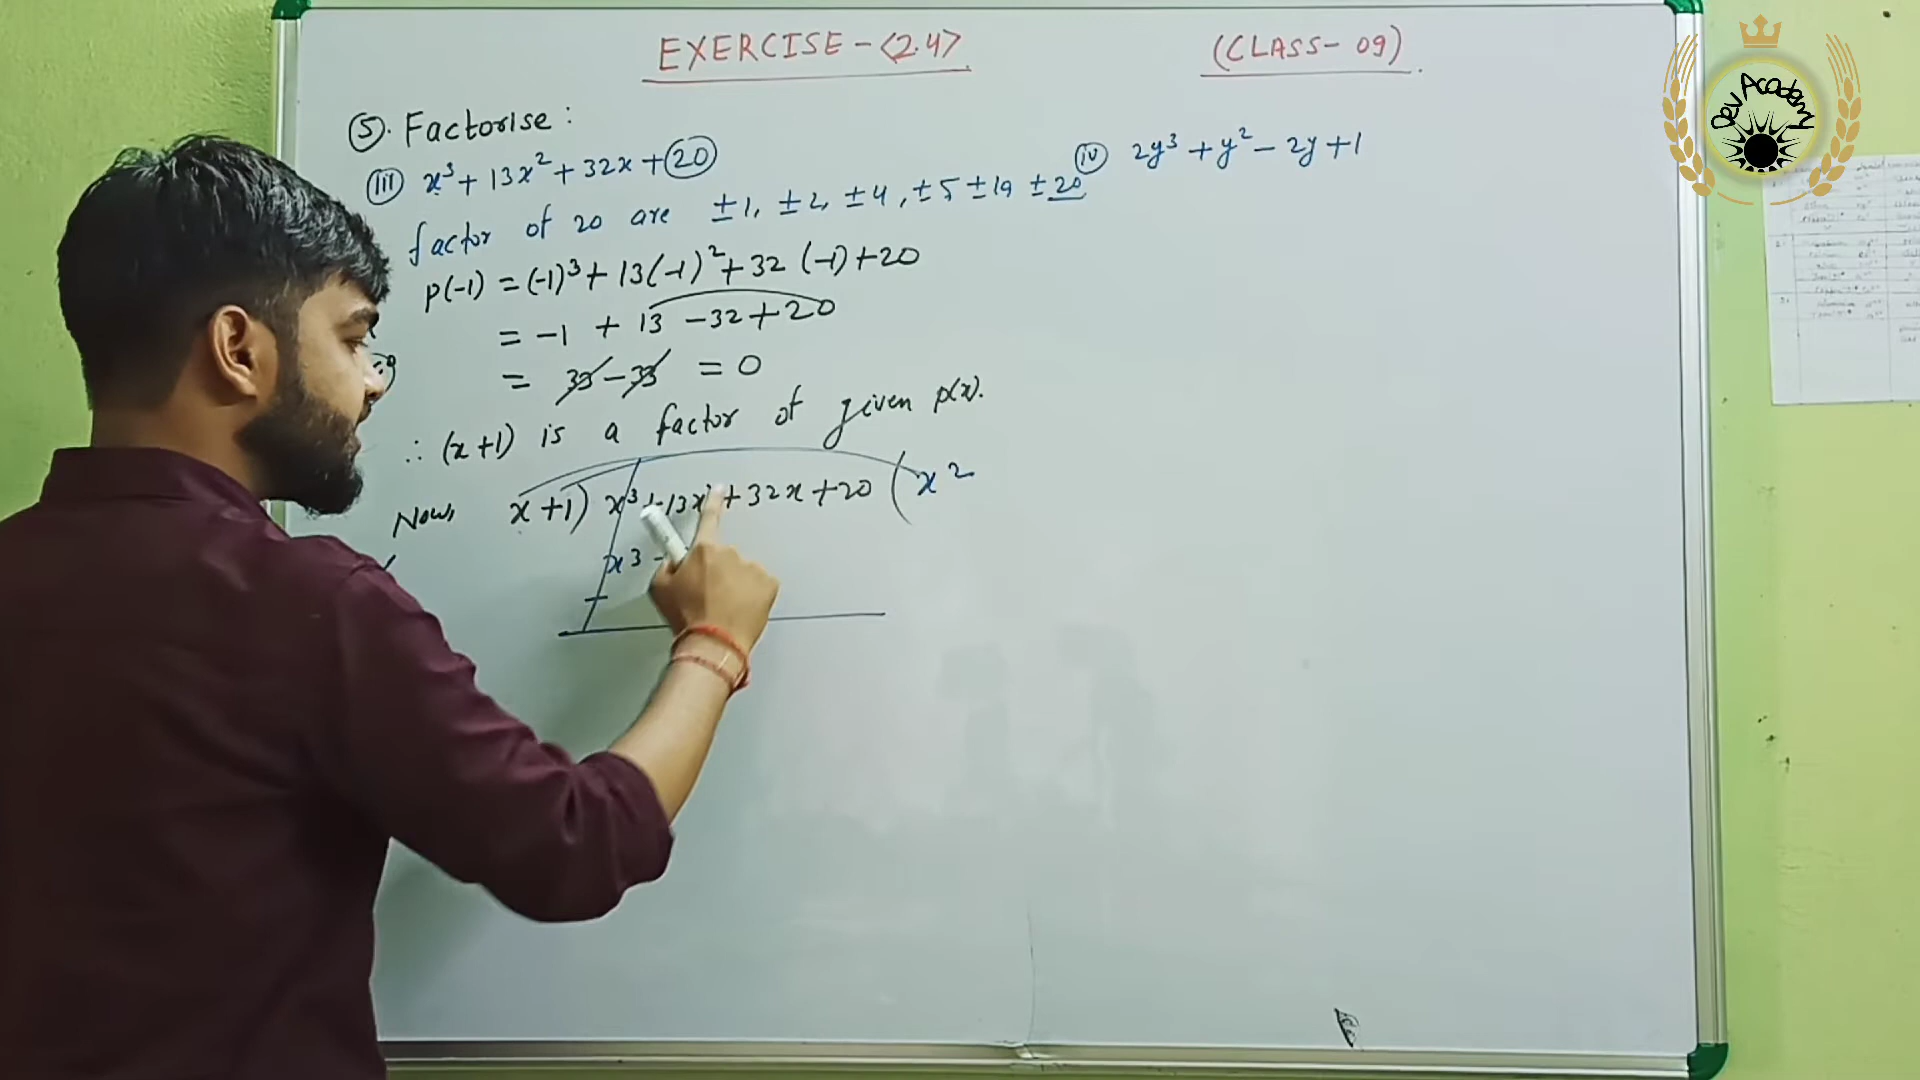 EXERCISE - <2.4>
(CLASS - 09)
Dev Academy
⑤. Factorise :
(iii) x³ + 13x² + 32x + 20
factor of 20 are ±1, ±2, ±4, ±5 ±10 ±20
p(-1) = (-1)³ + 13(-1)² + 32 (-1) + 20
= -1 + 13 - 32 + 20
= 33 - 33 = 0
∴ (x+1) is a factor of given p(x).
Now, x+1) x³ + 13x² + 32x + 20 ( x²
x³
(iv) 2y³ + y² - 2y + 1